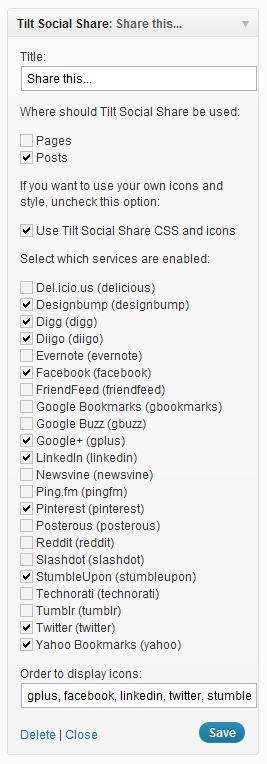 Tilt Social Share: Share this...
Title:
Share this...
Where should Tilt Social Share be used:
Pages
Posts
If you want to use your own icons and
style, uncheck this option:
Use Tilt Social Share CSS and icons
Select which services are enabled:
Del.icio.us (delicious)
Designbump (designbump)
Digg (digg)
Diigo (diigo)
Evernote (evernote)
Facebook (facebook)
FriendFeed (friendfeed)
Google Bookmarks (gbookmarks)
Google Buzz (gbuzz)
Google+ (gplus)
LinkedIn (linkedin)
Newsvine (newsvine)
Ping.fm (pingfm)
Pinterest (pinterest)
Posterous (posterous)
Reddit (reddit)
Slashdot (slashdot)
StumbleUpon (stumbleupon)
Technorati (technorati)
Tumblr (tumblr)
Twitter (twitter)
Yahoo Bookmarks (yahoo)
Order to display icons:
gplus, facebook, linkedin, twitter, stumble
Delete | Close
Save